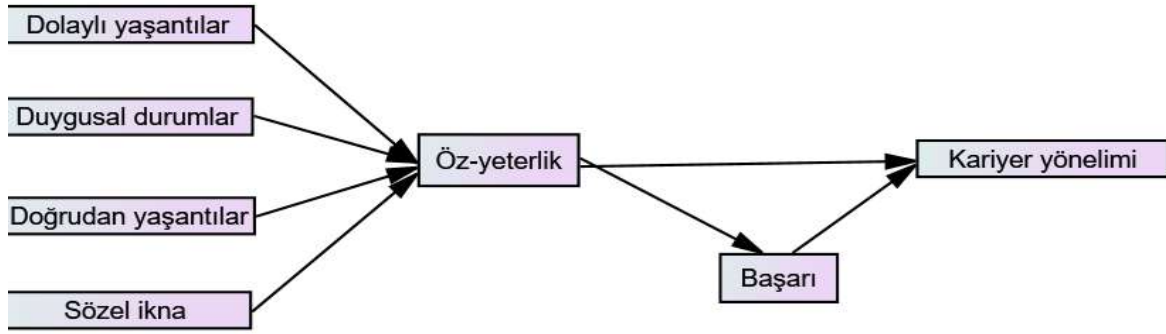 Dolaylı yaşantılar
Duygusal durumlar
Doğrudan yaşantılar
Sözel ikna
Öz-yeterlik
Başarı
Kariyer yönelimi